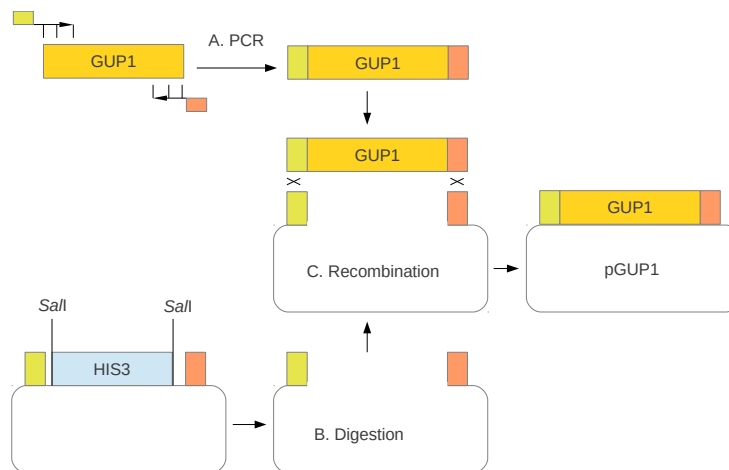 A. PCR
GUP1
GUP1
GUP1
GUP1
C. Recombination
pGUP1
SalI
SalI
HIS3
B. Digestion